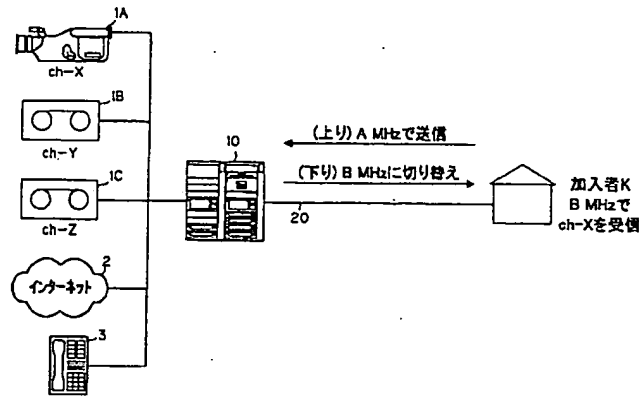 1A
ch-X
1B
ch-Y
1C
ch-Z
2
インターネット
3
10
(上り) A MHzで送信
(下り) B MHzに切り替え
20
加入者K
B MHzで
ch-Xを受信